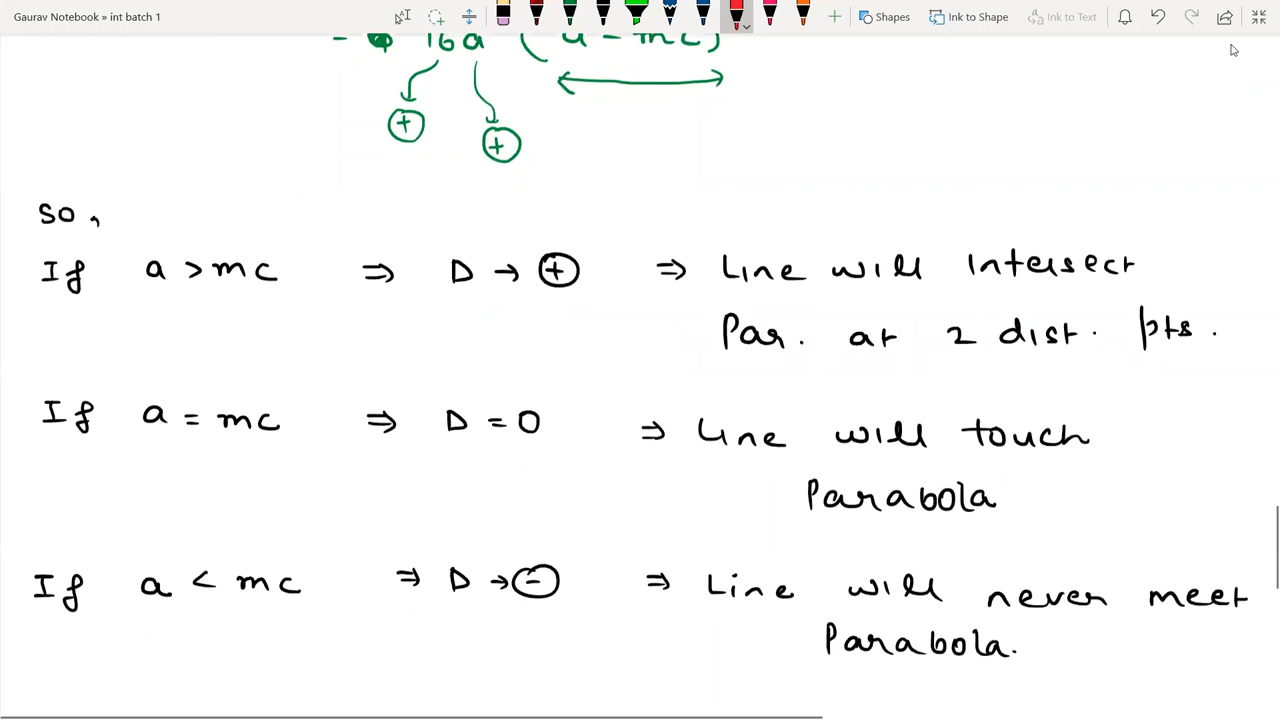 Gaurav Notebook » int batch 1
Shapes
Ink to Shape
Ink to Text
= 16a (a - mc)
+
+
So,
If a > mc ⇒ D → + ⇒ Line will intersect
Par. at 2 dist. pts.
If a = mc ⇒ D = 0 ⇒ Line will touch
Parabola
If a < mc ⇒ D → - ⇒ Line will never meet
Parabola.